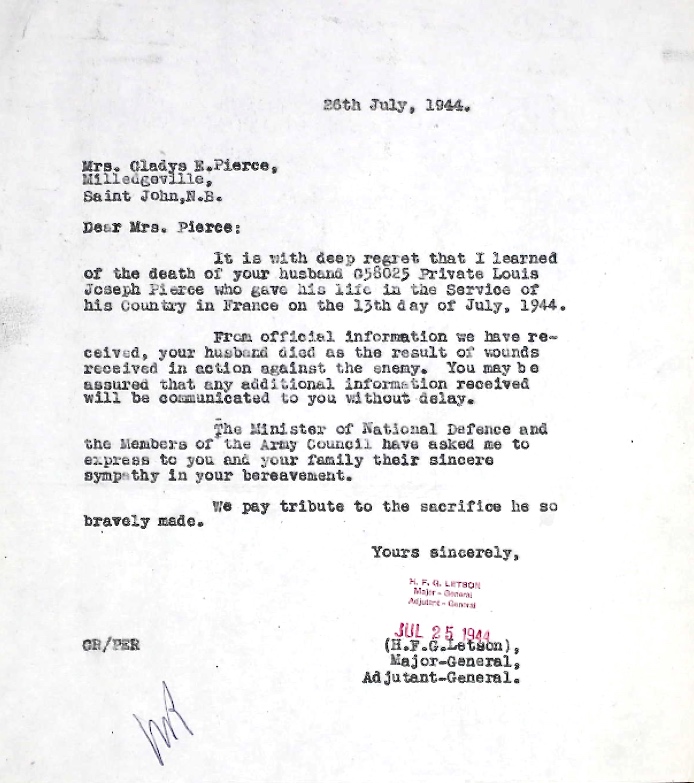 26th July, 1944.
Mrs. Gladys E.Pierce,
Milledgeville,
Saint John,N.B.
Dear Mrs. Pierce:
It is with deep regret that I learned
of the death of your husband G58025 Private Louis
Joseph Pierce who gave his life in the Service of
his Country in France on the 13th day of July, 1944.
From official information we have re-
ceived, your husband died as the result of wounds
received in action against the enemy. You may be
assured that any additional information received
will be communicated to you without delay.
The Minister of National Defence and
the Members of the Army Council have asked me to
express to you and your family their sincere
sympathy in your bereavement.
We pay tribute to the sacrifice he so
bravely made.
Yours sincerely,
H. F. G. LETSON
Major - General
Adjutant - General
JUL 25 1944
GR/PER
(H.F.G.Letson),
Major-General,
Adjutant-General.